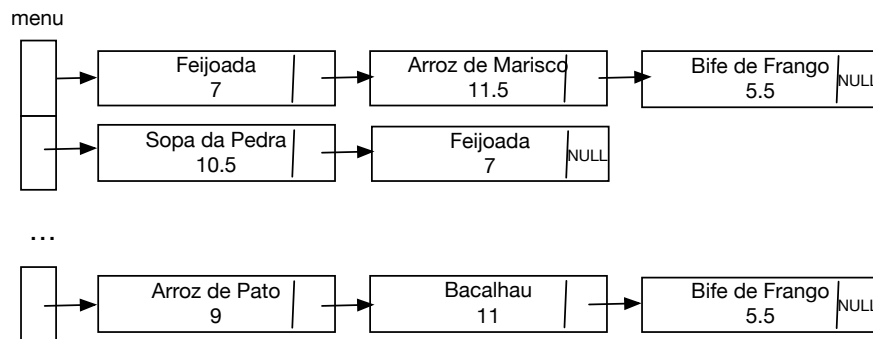 menu
Feijoada
7
Arroz de Marisco
11.5
Bife de Frango
5.5
NULL
Sopa da Pedra
10.5
Feijoada
7
NULL
...
Arroz de Pato
9
Bacalhau
11
Bife de Frango
5.5
NULL